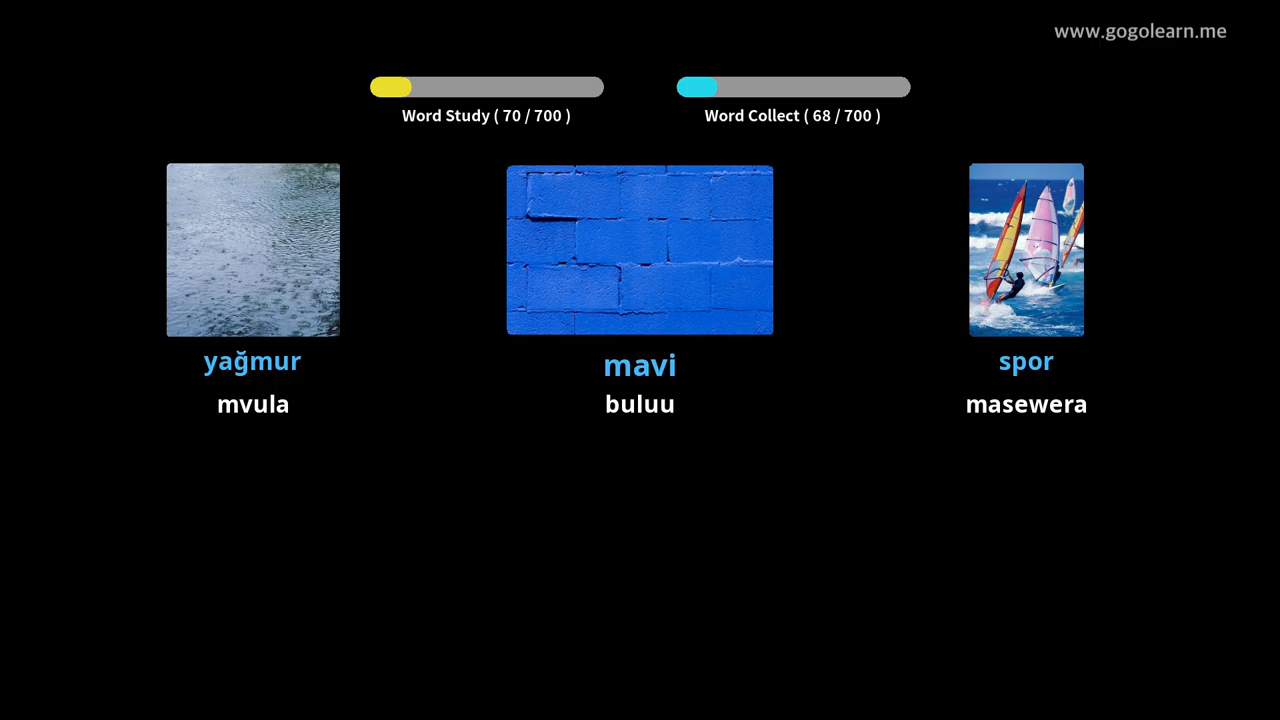 www.gogolearn.me
Word Study ( 70 / 700 )
Word Collect ( 68 / 700 )
yağmur
mavi
spor
mvula
buluu
masewera